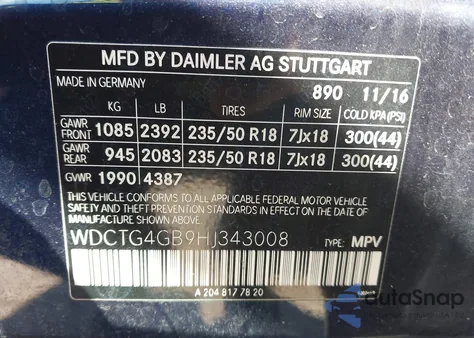 MFD BY DAIMLER AG STUTTGART
MADE IN GERMANY 890 11/16
KG LB TIRES RIM SIZE COLD KPA (PSI)
GAWR FRONT 1085 2392 235/50 R18 7Jx18 300(44)
GAWR REAR 945 2083 235/50 R18 7Jx18 300(44)
GVWR 1990 4387
THIS VEHICLE CONFORMS TO ALL APPLICABLE FEDERAL MOTOR VEHICLE
SAFETY AND THEFT PREVENTION STANDARDS IN EFFECT ON THE DATE
OF MANUFACTURE SHOWN ABOVE.
WDCTG4GB9HJ343008 TYPE: MPV
A 204 817 78 20
autoSnap